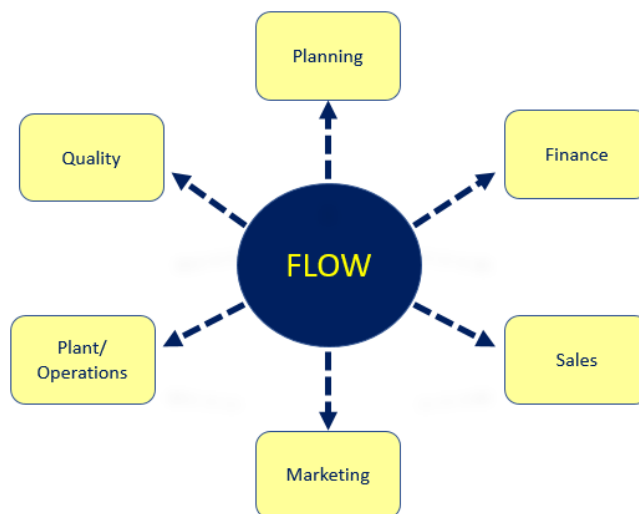 Planning
Quality
Finance
FLOW
Plant/
Operations
Sales
Marketing